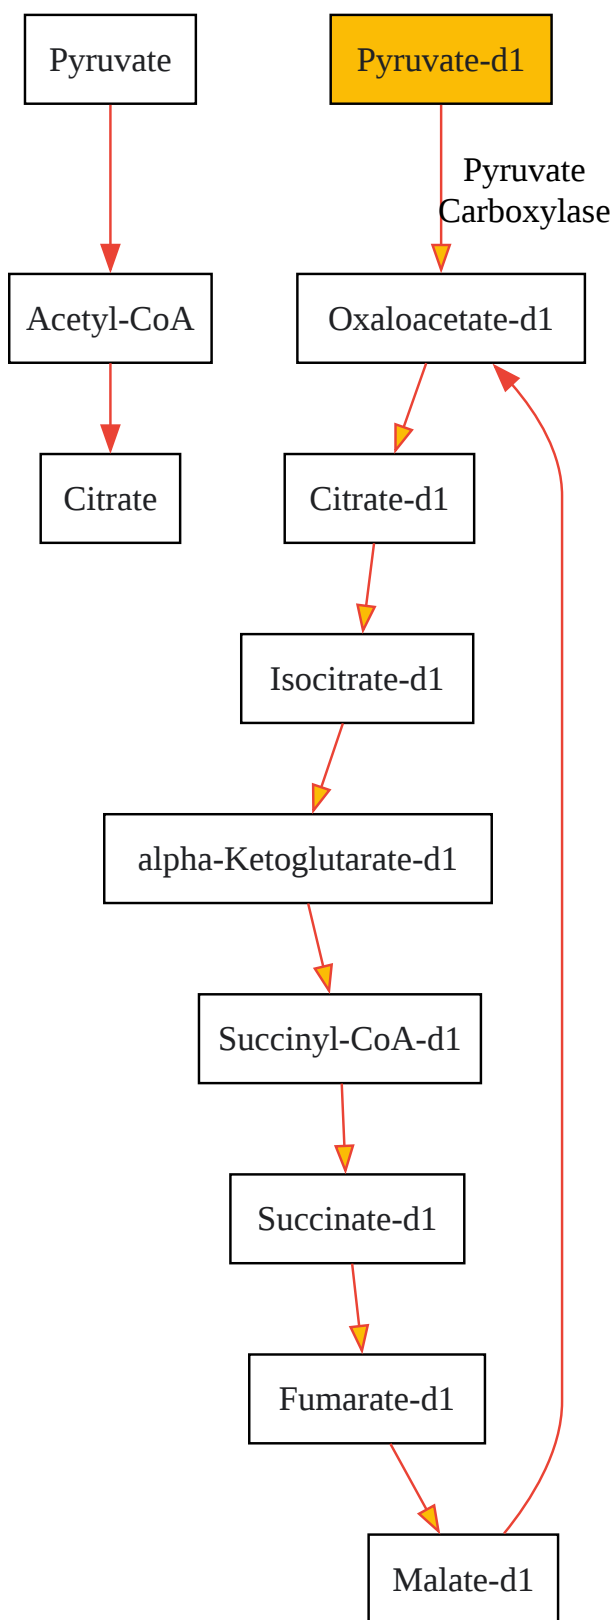 Pyruvate
Pyruvate-d1
Pyruvate
Carboxylase
Acetyl-CoA
Oxaloacetate-d1
Citrate
Citrate-d1
Isocitrate-d1
alpha-Ketoglutarate-d1
Succinyl-CoA-d1
Succinate-d1
Fumarate-d1
Malate-d1